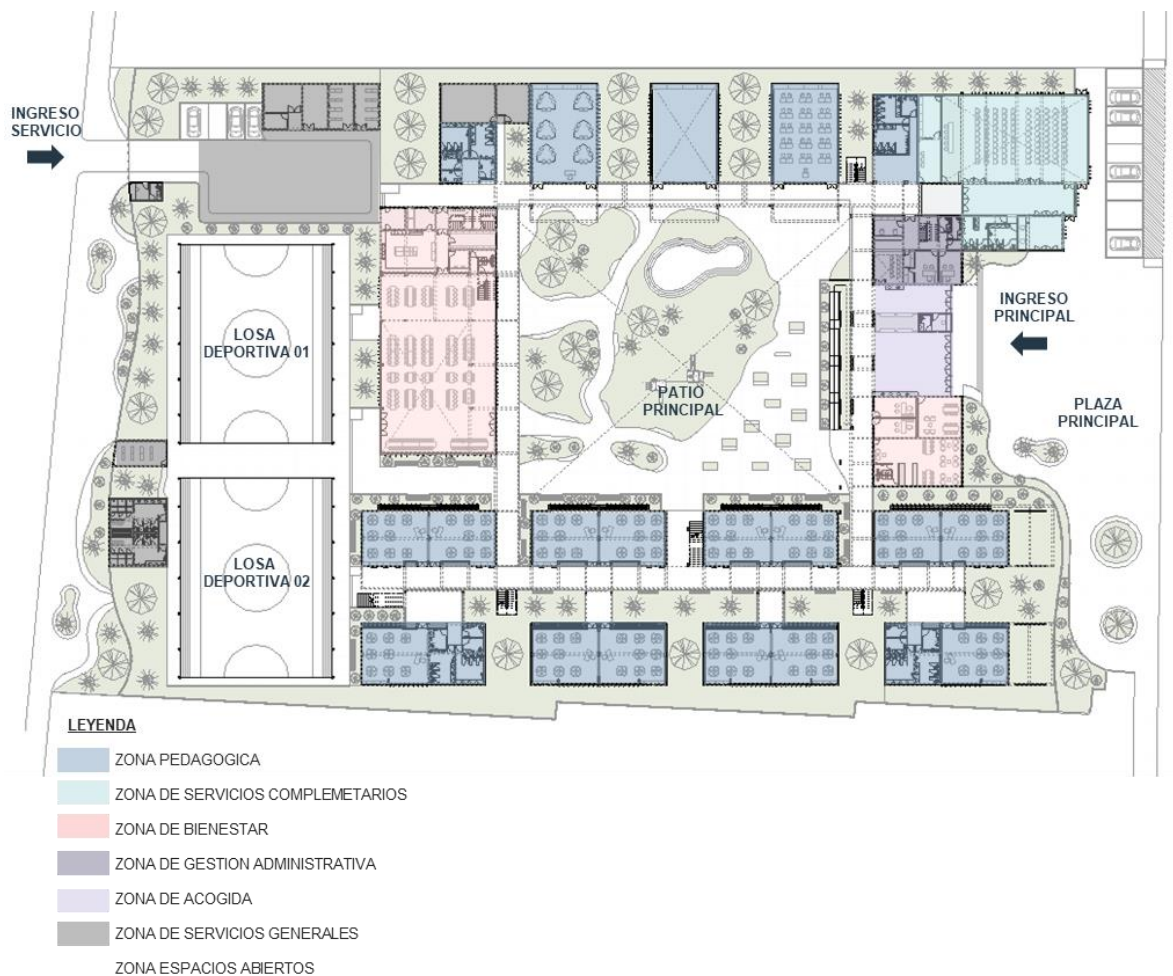 INGRESO
SERVICIO
LOSA
DEPORTIVA 01
INGRESO
PRINCIPAL
PATIO
PRINCIPAL
PLAZA
PRINCIPAL
LOSA
DEPORTIVA 02
LEYENDA
ZONA PEDAGOGICA
ZONA DE SERVICIOS COMPLEMETARIOS
ZONA DE BIENESTAR
ZONA DE GESTION ADMINISTRATIVA
ZONA DE ACOGIDA
ZONA DE SERVICIOS GENERALES
ZONA ESPACIOS ABIERTOS